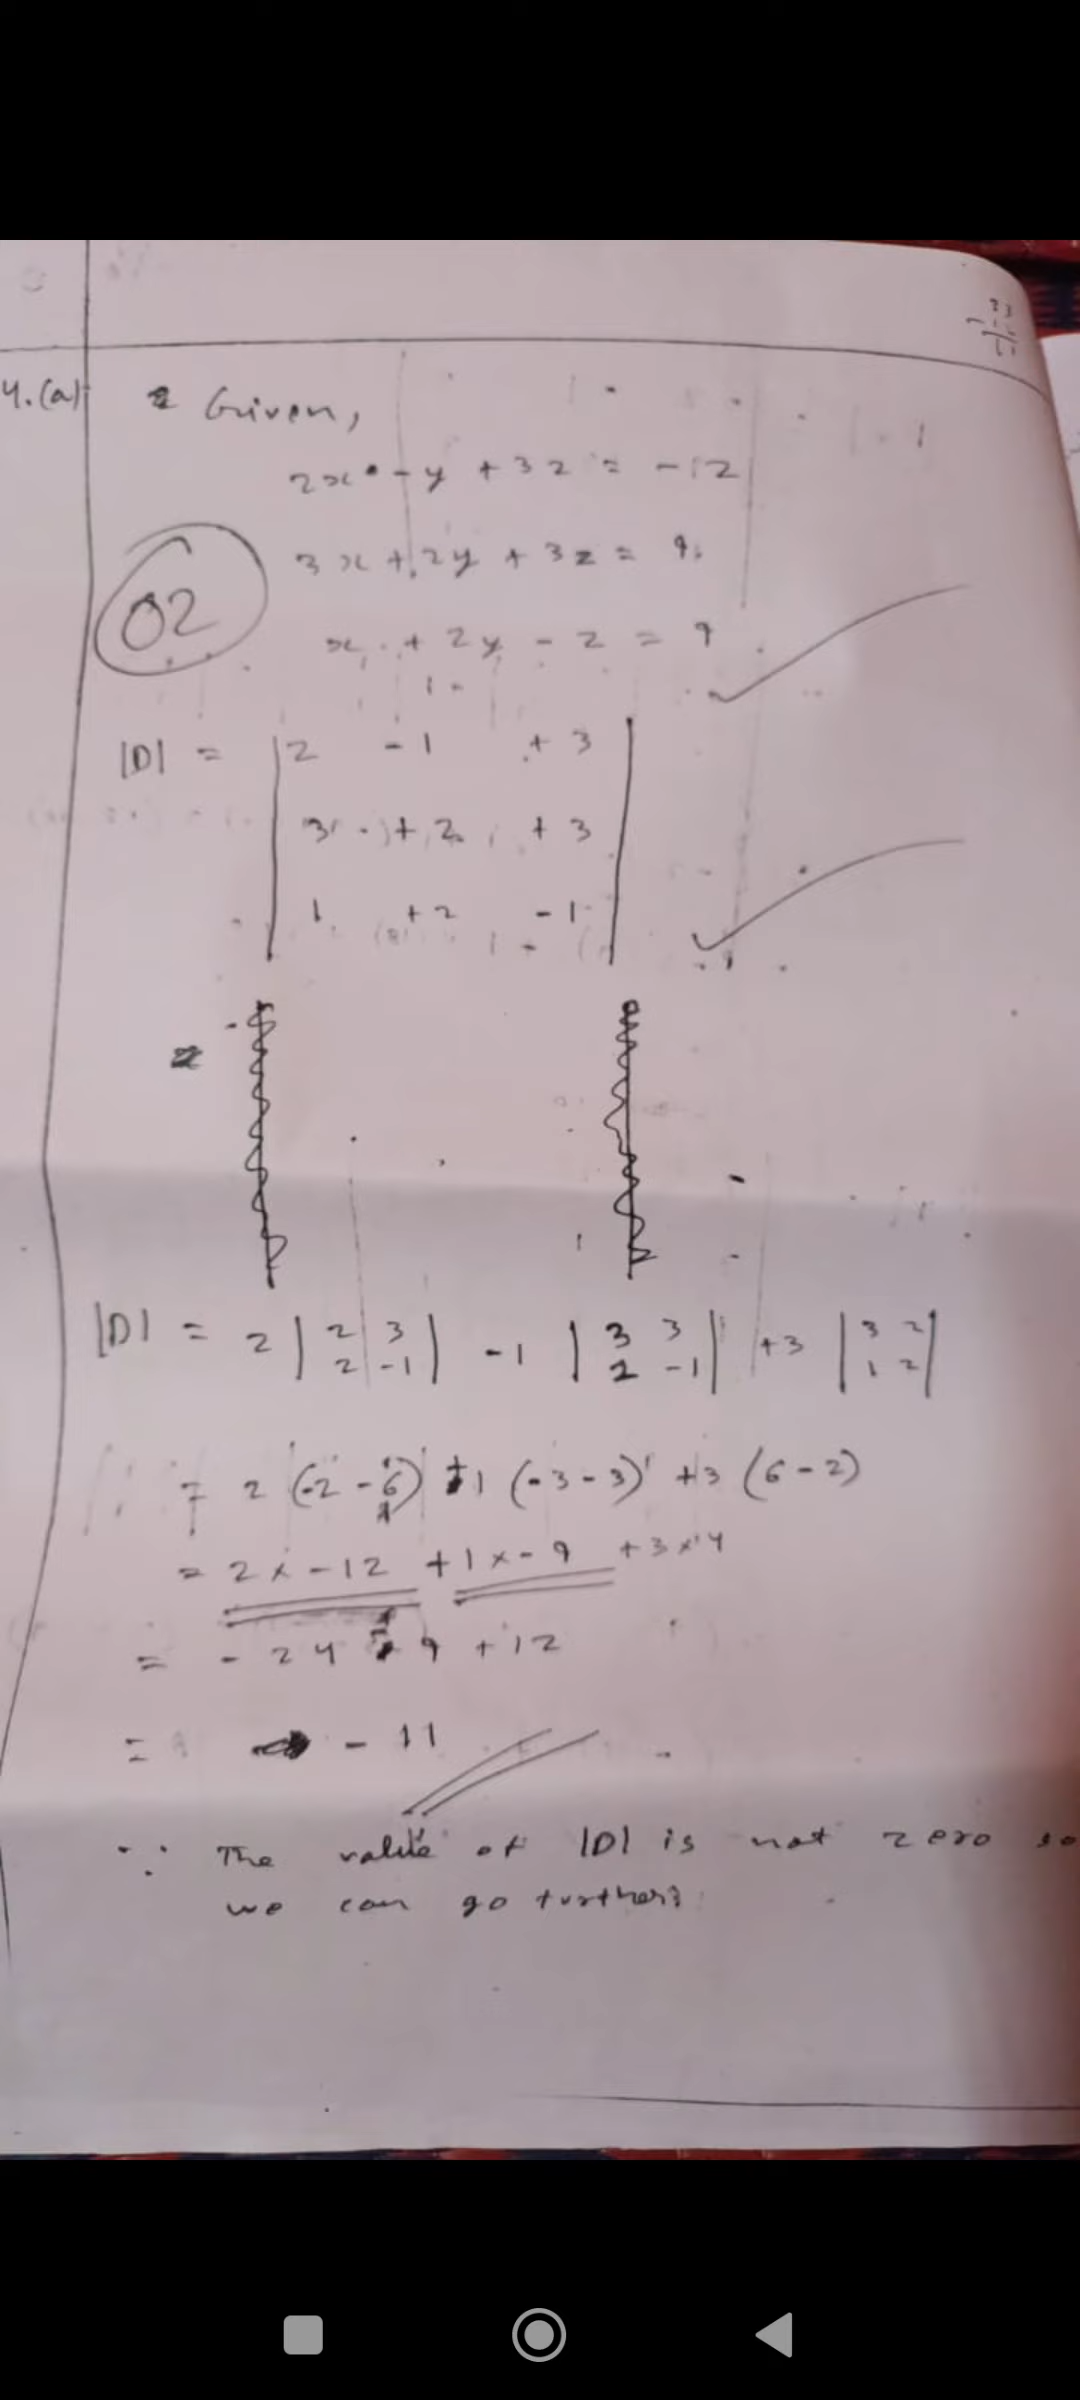 4.(a) Given,
2x - y + 3z = -12
3x + 2y + 3z = 9
02
x + 2y - z = 9
|D| = | 2 -1 +3
3 +2 +3
1 +2 -1 |
|D| = 2 | 2 3 | -1 | 3 3 | +3 | 3 2 |
2 -1 1 -1 1 2
= 2 (-2 - 6) +1 (-3 - 3) +3 (6 - 2)
= 2 x -12 + 1 x - 9 + 3 x 4
= - 24 - 9 + 12
= - 11
∵ The value of |D| is not zero so
we can go further